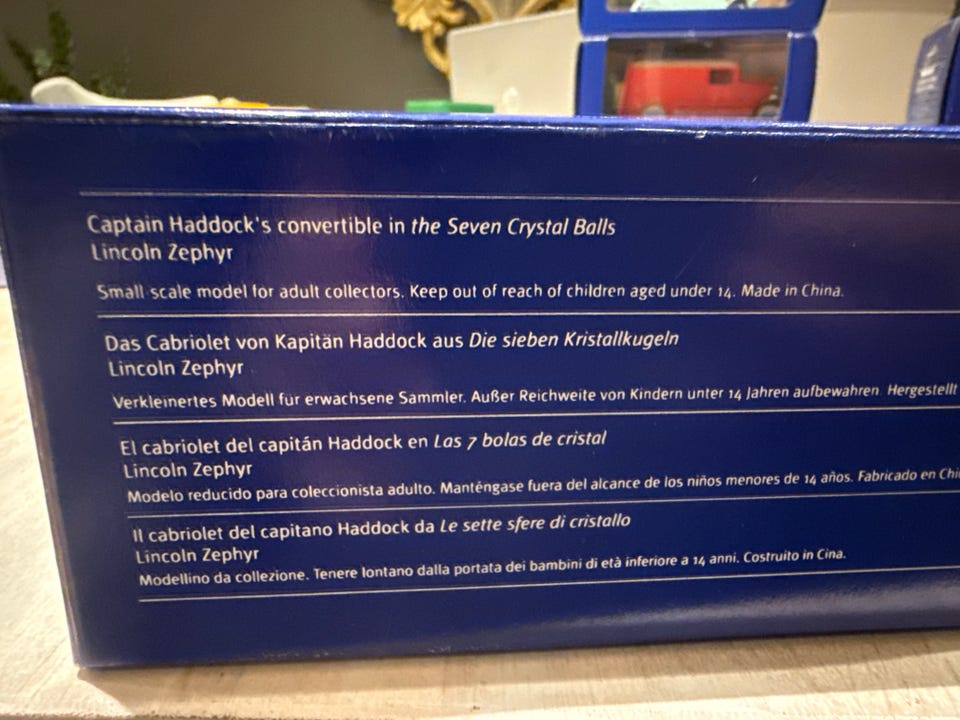 Captain Haddock's convertible in the Seven Crystal Balls
Lincoln Zephyr
Small scale model for adult collectors. Keep out of reach of children aged under 14. Made in China.
Das Cabriolet von Kapitän Haddock aus Die sieben Kristallkugeln
Lincoln Zephyr
Verkleinertes Modell fur erwachsene Sammler. Außer Reichweite von Kindern unter 14 Jahren aufbewahren. Hergestellt
El cabriolet del capitán Haddock en Las 7 bolas de cristal
Lincoln Zephyr
Modelo reducido para coleccionista adulto. Manténgase fuera del alcance de los niños menores de 14 años. Fabricado en Chi
Il cabriolet del capitano Haddock da Le sette sfere di cristallo
Lincoln Zephyr
Modellino da collezione. Tenere lontano dalla portata dei bambini di età inferiore a 14 anni. Costruito in Cina.